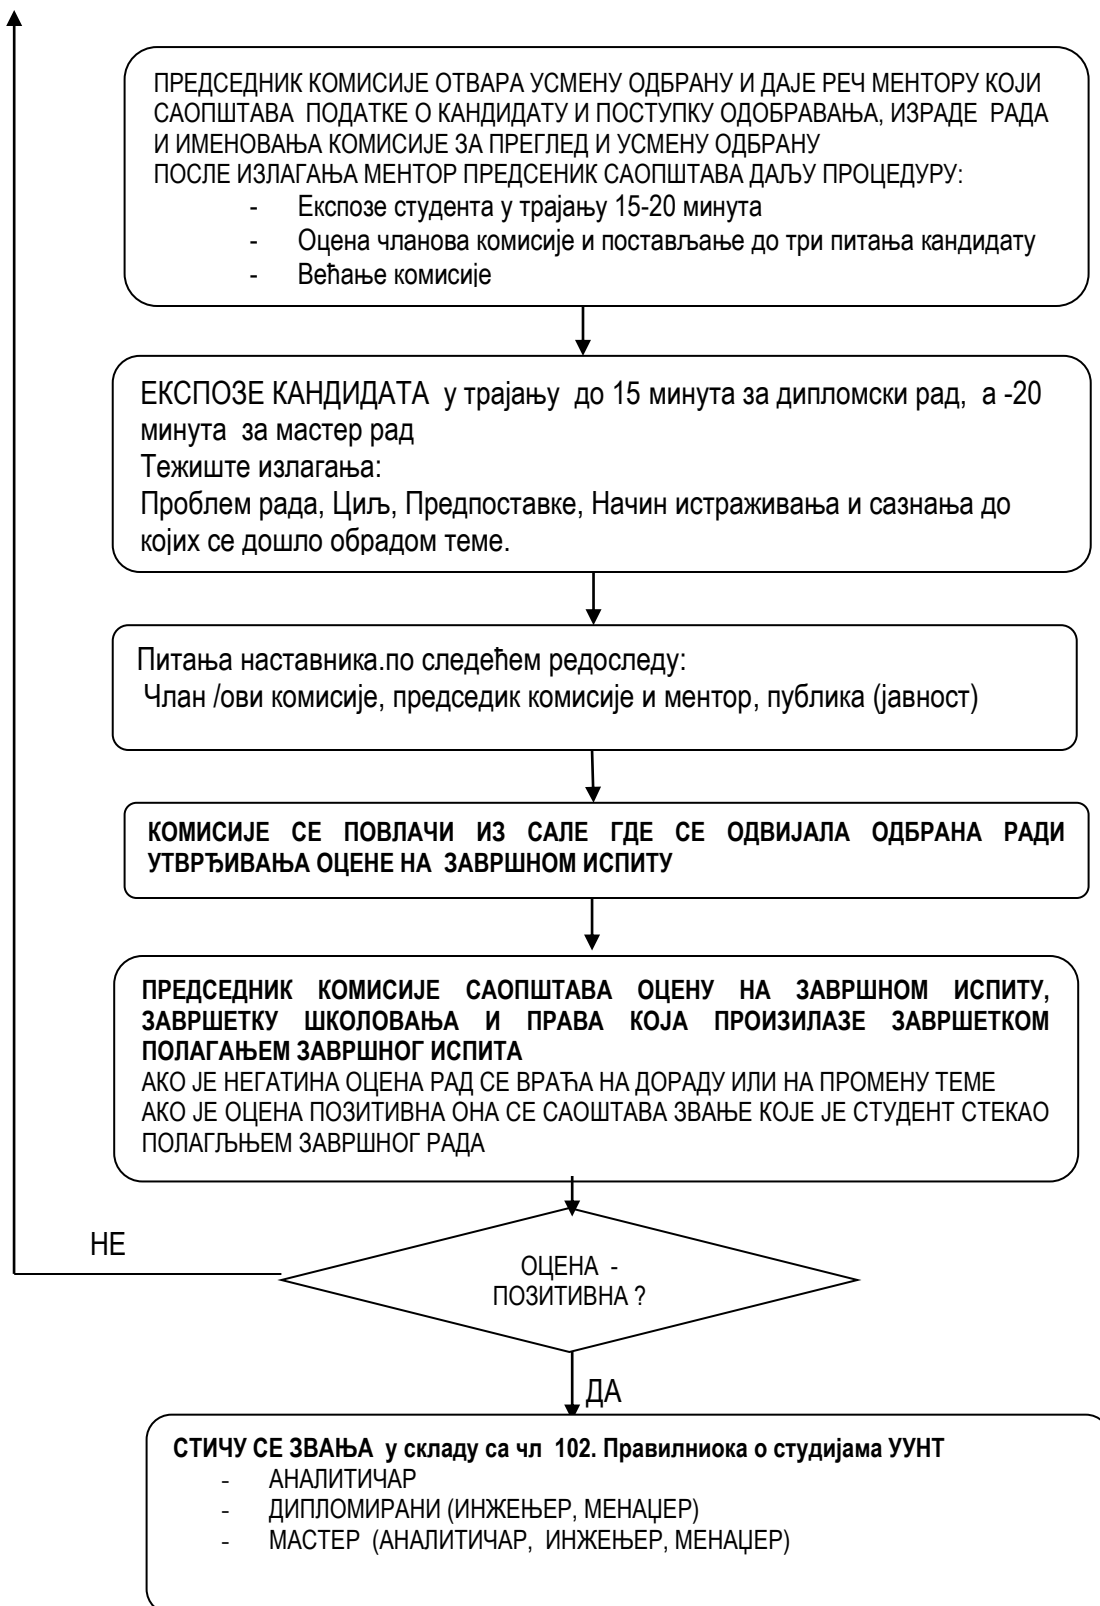 ПРЕДСЕДНИК КОМИСИЈЕ ОТВАРА УСМЕНУ ОДБРАНУ И ДАЈЕ РЕЧ МЕНТОРУ КОЈИ
САОПШТАВА ПОДАТКЕ О КАНДИДАТУ И ПОСТУПКУ ОДОБРАВАЊА, ИЗРАДЕ РАДА
И ИМЕНОВАЊА КОМИСИЈЕ ЗА ПРЕГЛЕД И УСМЕНУ ОДБРАНУ
ПОСЛЕ ИЗЛАГАЊА МЕНТОР ПРЕДСЕНИК САОПШТАВА ДАЉУ ПРОЦЕДУРУ:
- Експозе студента у трајању 15-20 минута
- Оцена чланова комисије и постављање до три питања кандидату
- Већање комисије
ЕКСПОЗЕ КАНДИДАТА у трајању до 15 минута за дипломски рад, а -20
минута за мастер рад
Тежиште излагања:
Проблем рада, Циљ, Предпоставке, Начин истраживања и сазнања до
којих се дошло обрадом теме.
Питања наставника.по следећем редоследу:
Члан /ови комисије, председик комисије и ментор, публика (јавност)
КОМИСИЈЕ СЕ ПОВЛАЧИ ИЗ САЛЕ ГДЕ СЕ ОДВИЈАЛА ОДБРАНА РАДИ
УТВРЂИВАЊА ОЦЕНЕ НА ЗАВРШНОМ ИСПИТУ
ПРЕДСЕДНИК КОМИСИЈЕ САОПШТАВА ОЦЕНУ НА ЗАВРШНОМ ИСПИТУ,
ЗАВРШЕТКУ ШКОЛОВАЊА И ПРАВА КОЈА ПРОИЗИЛАЗЕ ЗАВРШЕТКОМ
ПОЛАГАЊЕМ ЗАВРШНОГ ИСПИТА
АКО ЈЕ НЕГАТИНА ОЦЕНА РАД СЕ ВРАЋА НА ДОРАДУ ИЛИ НА ПРОМЕНУ ТЕМЕ
АКО ЈЕ ОЦЕНА ПОЗИТИВНА ОНА СЕ САОШТАВА ЗВАЊЕ КОЈЕ ЈЕ СТУДЕНТ СТЕКАО
ПОЛАГЉЊЕМ ЗАВРШНОГ РАДА
НЕ
ОЦЕНА -
ПОЗИТИВНА ?
ДА
СТИЧУ СЕ ЗВАЊА у складу са чл 102. Правилниока о студијама УУНТ
- АНАЛИТИЧАР
- ДИПЛОМИРАНИ (ИНЖЕЊЕР, МЕНАЏЕР)
- МАСТЕР (АНАЛИТИЧАР, ИНЖЕЊЕР, МЕНАЏЕР)